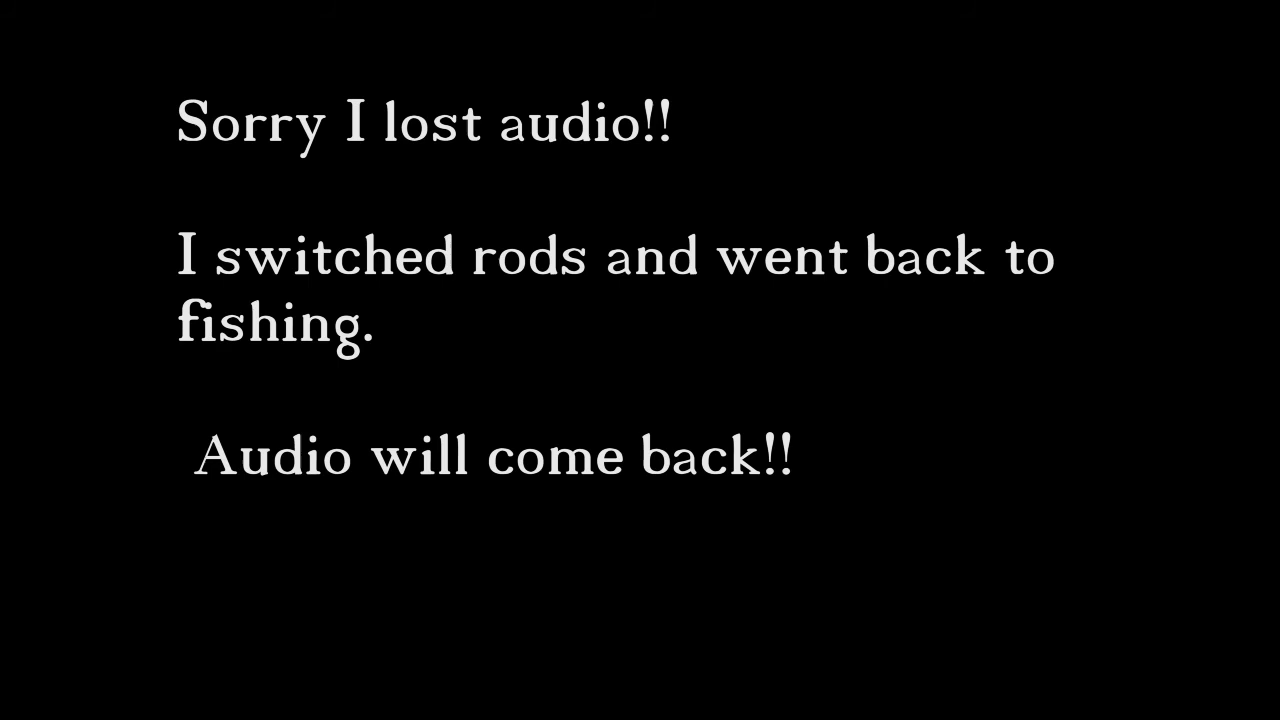 Sorry I lost audio!!
I switched rods and went back to
fishing.
Audio will come back!!